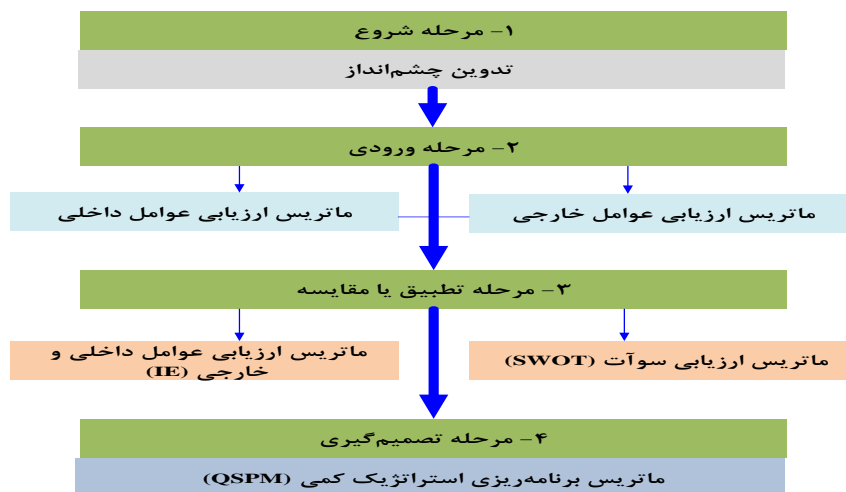 ۱- مرحله شروع
تدوین چشم‌انداز
۲- مرحله ورودی
ماتریس ارزیابی عوامل خارجی
ماتریس ارزیابی عوامل داخلی
۳- مرحله تطبیق یا مقایسه
ماتریس ارزیابی سوآت (SWOT)
ماتریس ارزیابی عوامل داخلی و
خارجی (IE)
۴- مرحله تصمیم‌گیری
ماتریس برنامه‌ریزی استراتژیک کمی (QSPM)